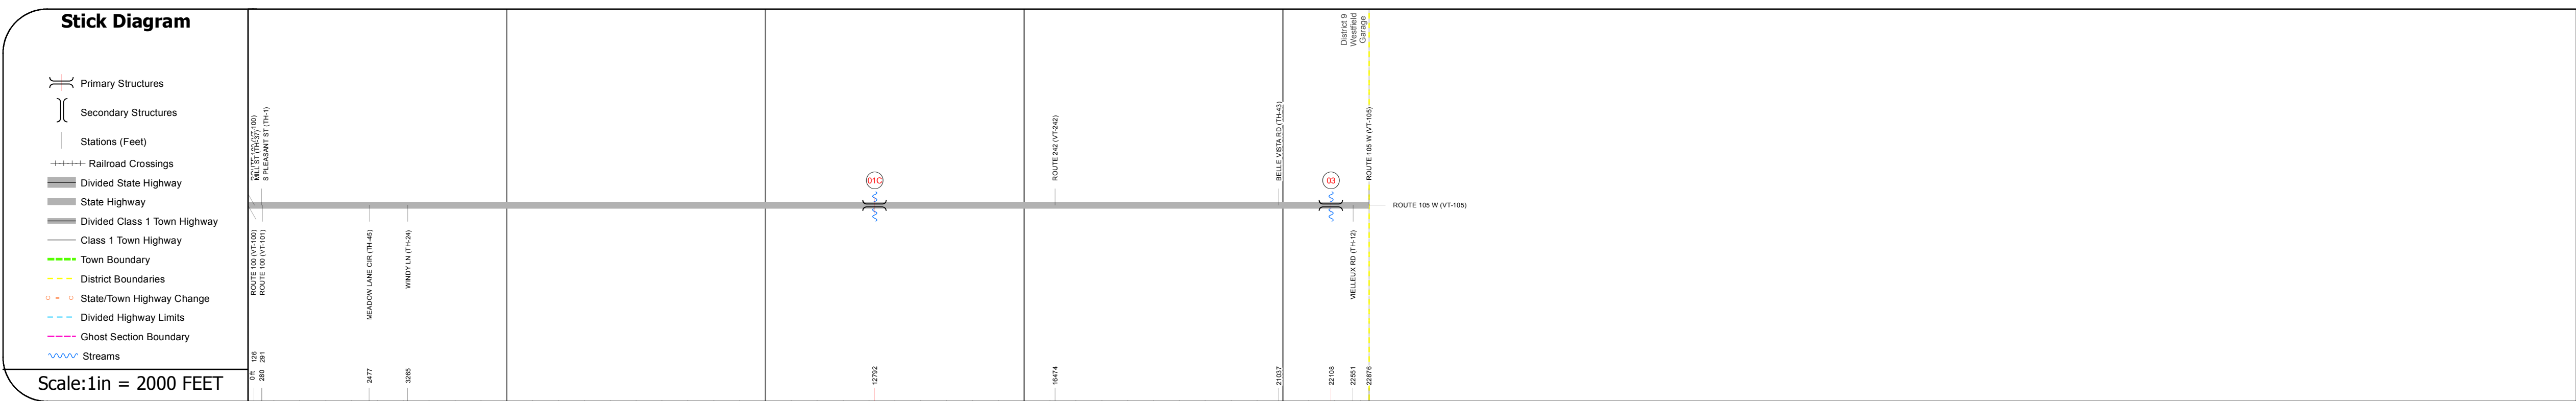 Stick Diagram
Primary Structures
Secondary Structures
Stations (Feet)
Railroad Crossings
Divided State Highway
State Highway
Divided Class 1 Town Highway
Class 1 Town Highway
Town Boundary
District Boundaries
State/Town Highway Change
Divided Highway Limits
Ghost Section Boundary
Streams
Scale:1in = 2000 FEET
MILL ST (TH-37)
S PLEASANT ST (TH-1)
ROUTE 242 (VT-242)
BELLE VISTA RD (TH-43)
ROUTE 105 W (VT-105)
District 9
Westfield
Garage
01C
03
ROUTE 105 W (VT-105)
ROUTE 100 (VT-100)
ROUTE 100 (VT-101)
MEADOW LANE CIR (TH-45)
WINDY LN (TH-24)
VIELLEUX RD (TH-12)
0 ft
126
280
291
2477
3265
12792
16474
21037
22108
22551
22876